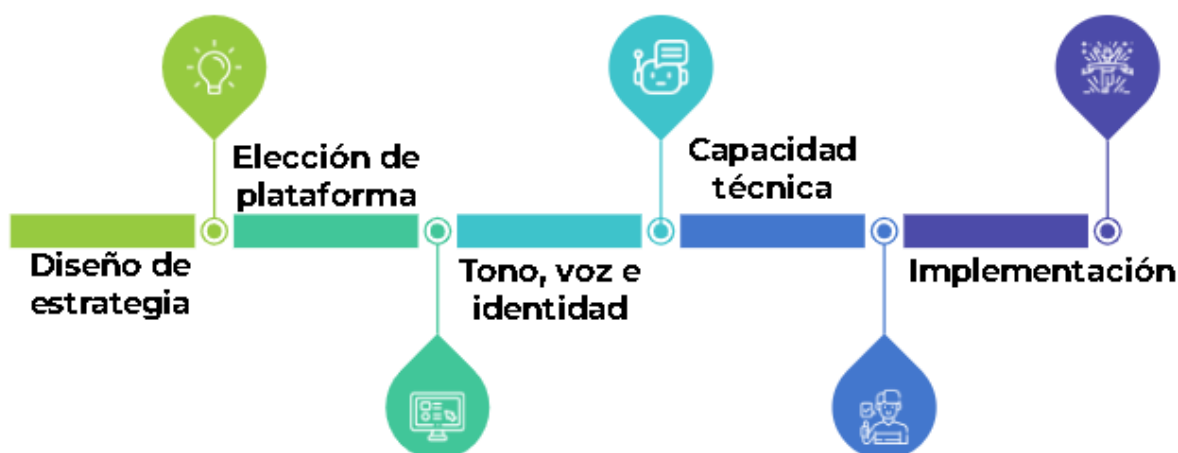 Diseño de
estrategia
Elección de
plataforma
Tono, voz e
identidad
Capacidad
técnica
Implementación